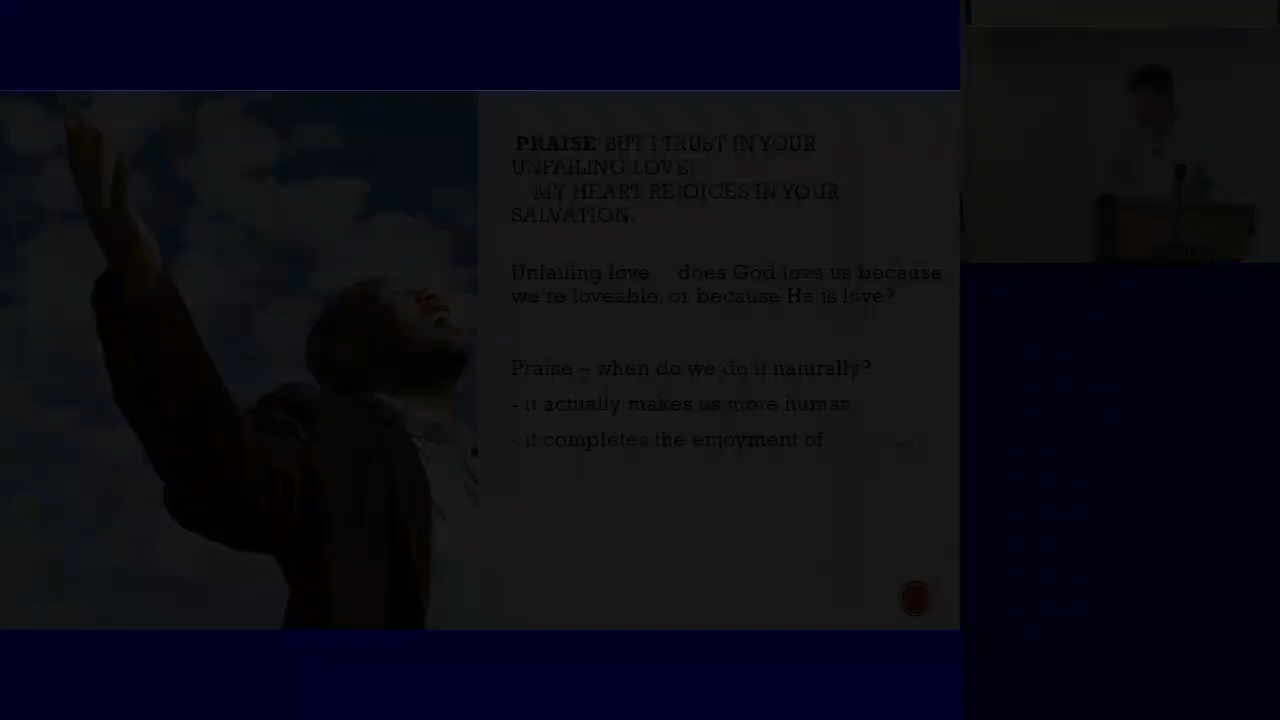 PRAISE BUT I TRUST IN YOUR
UNFAILING LOVE;
MY HEART REJOICES IN YOUR
SALVATION.
Unfailing love: does God love us because
we're loveable, or because He is love?
Praise – when do we do it naturally?
- it actually makes us more human
- it completes the enjoyment of